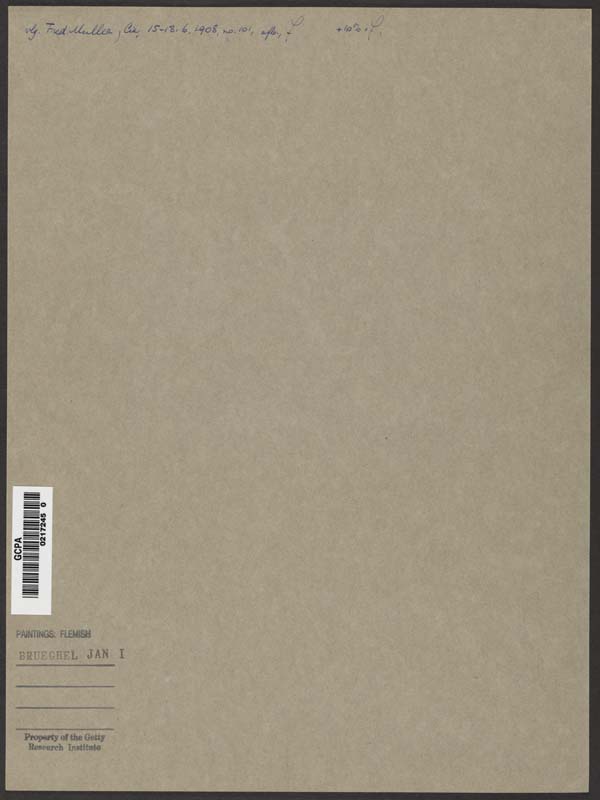 vlg. Fred. Muller, Cie, 15-18.6.1908, no. 101, afb., f +10% f
GCPA
0217245 0
PAINTINGS: FLEMISH
BRUEGHEL JAN I
Property of the Getty
Research Institute